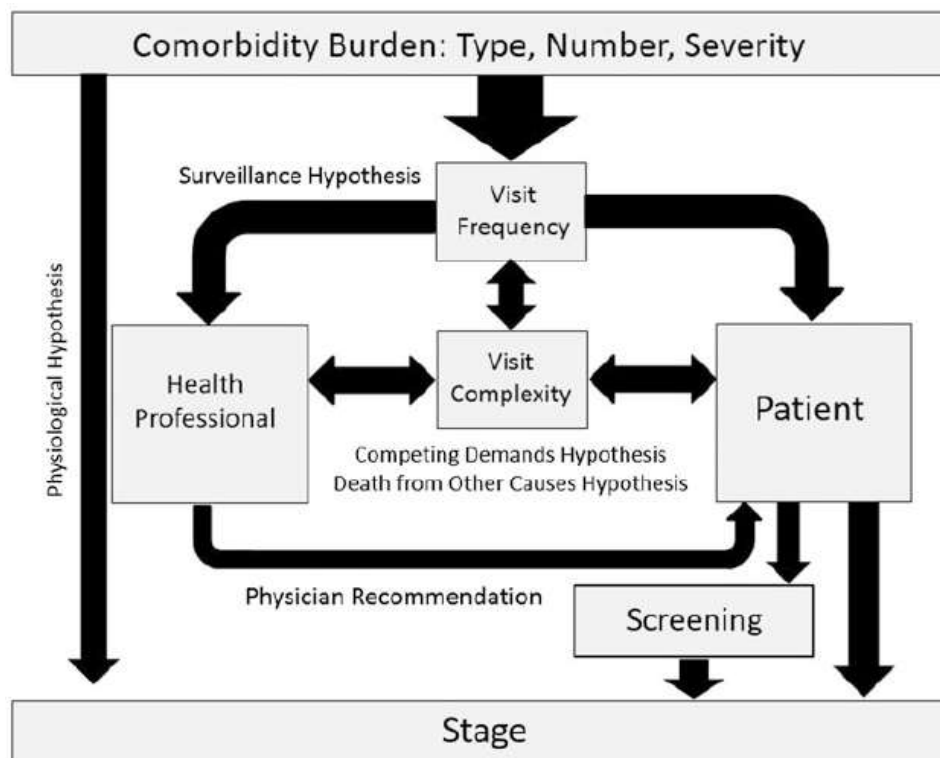 Comorbidity Burden: Type, Number, Severity
Surveillance Hypothesis
Visit
Frequency
Physiological Hypothesis
Health
Professional
Visit
Complexity
Patient
Competing Demands Hypothesis
Death from Other Causes Hypothesis
Physician Recommendation
Screening
Stage